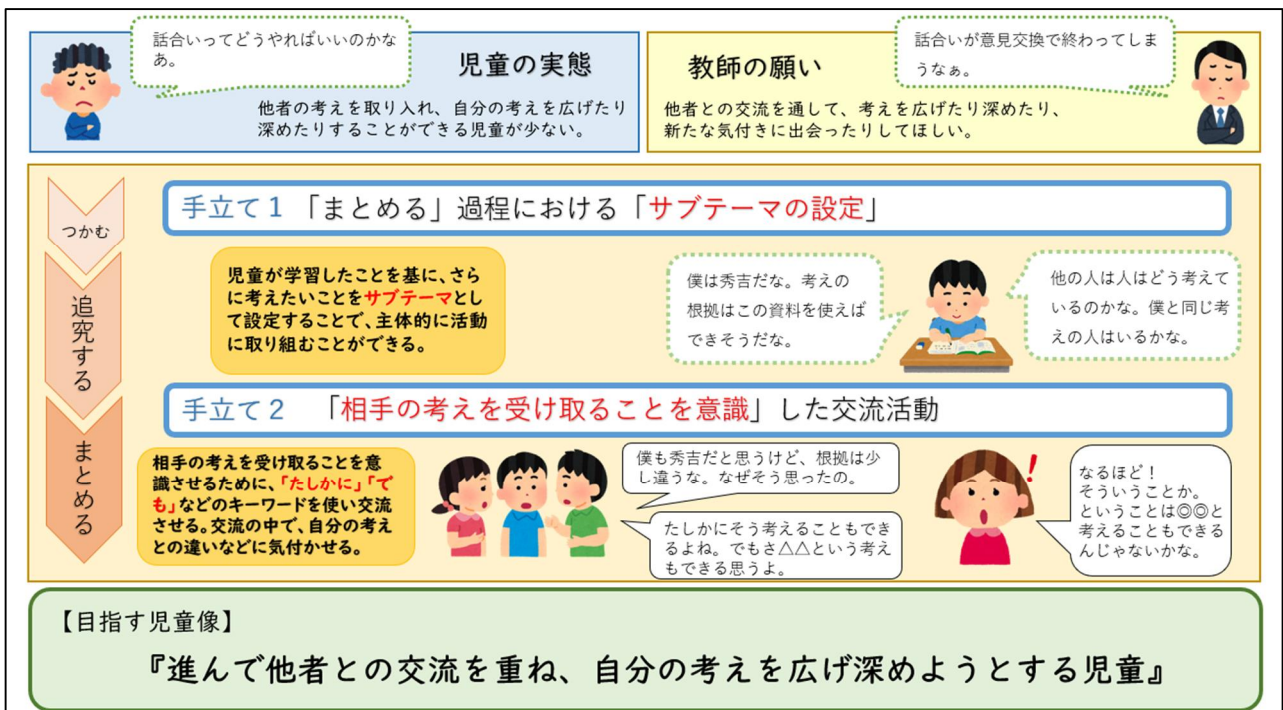 話合いってどうやればいいのかな
あ。
児童の実態
他者の考えを取り入れ、自分の考えを広げたり
深めたりすることができる児童が少ない。
教師の願い
話合いが意見交換で終わってしま
うなぁ。
他者との交流を通して、考えを広げたり深めたり、
新たな気付きに出会ったりしてほしい。
つかむ
追究する
まとめる
手立て１ 「まとめる」過程における「サブテーマの設定」
児童が学習したことを基に、さら
に考えたいことをサブテーマとし
て設定することで、主体的に活動
に取り組むことができる。
僕は秀吉だな。考えの
根拠はこの資料を使えば
できそうだな。
他の人は人はどう考えて
いるのかな。僕と同じ考
えの人はいるかな。
手立て２ 「相手の考えを受け取ることを意識」した交流活動
相手の考えを受け取ることを意
識させるために、「たしかに」「で
も」などのキーワードを使い交流
させる。交流の中で、自分の考え
との違いなどに気付かせる。
僕も秀吉だと思うけど、根拠は少
し違うな。なぜそう思ったの。
たしかにそう考えることもでき
るよね。でもさ△△という考え
もできる思うよ。
なるほど！
そういうことか。
ということは◎◎と
考えることもできる
んじゃないかな。
【目指す児童像】
『進んで他者との交流を重ね、自分の考えを広げ深めようとする児童』